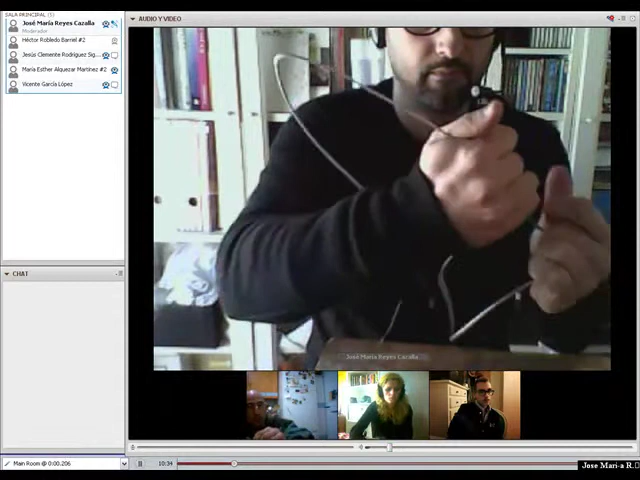 SALA PRINCIPAL (5)
José María Reyes Cazalla
Moderador
Héctor Robledo Barriel #2
Jesús Clemente Rodríguez Sig...
María Esther Alquezar Martínez #2
Vicente García López
AUDIO Y VIDEO
CHAT
José María Reyes Cazalla
Main Room @ 0:00.206
10:34
Jose Mari-a R.